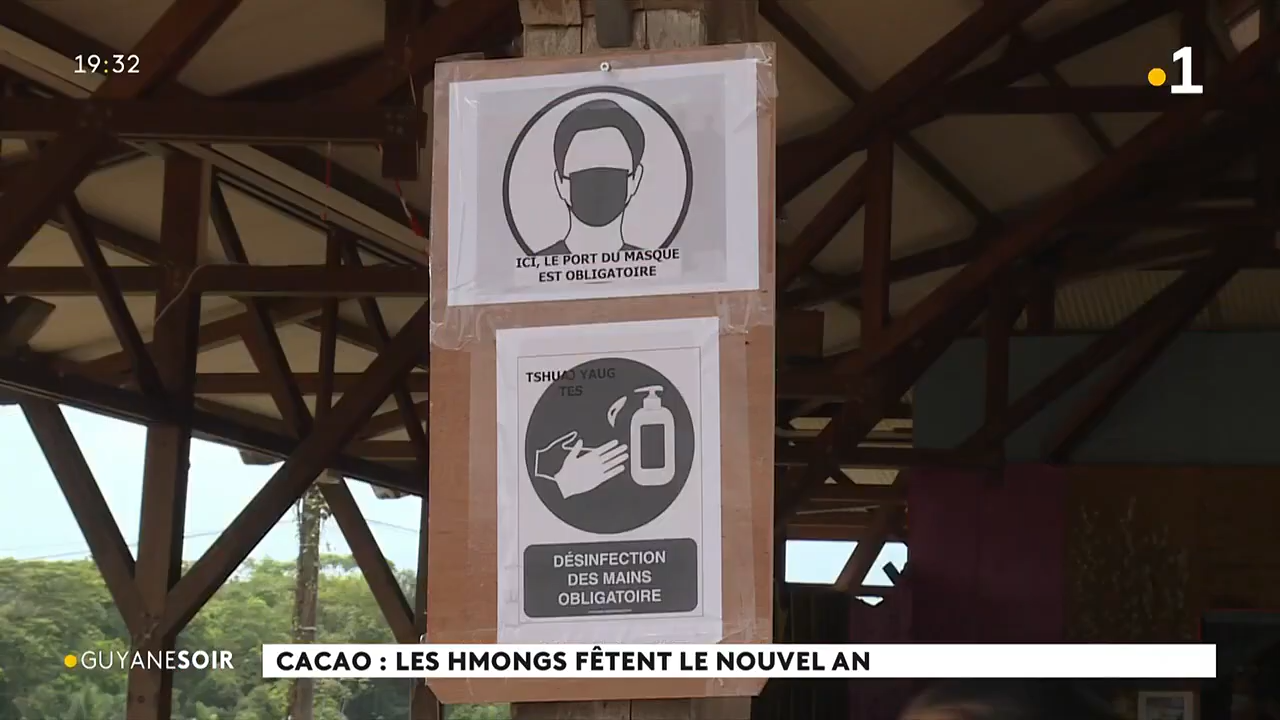 19:32
1
ICI, LE PORT DU MASQUE
EST OBLIGATOIRE
TSHUAJ YAUG
TES
DÉSINFECTION
DES MAINS
OBLIGATOIRE
GUYANESOIR
CACAO : LES HMONGS FÊTENT LE NOUVEL AN